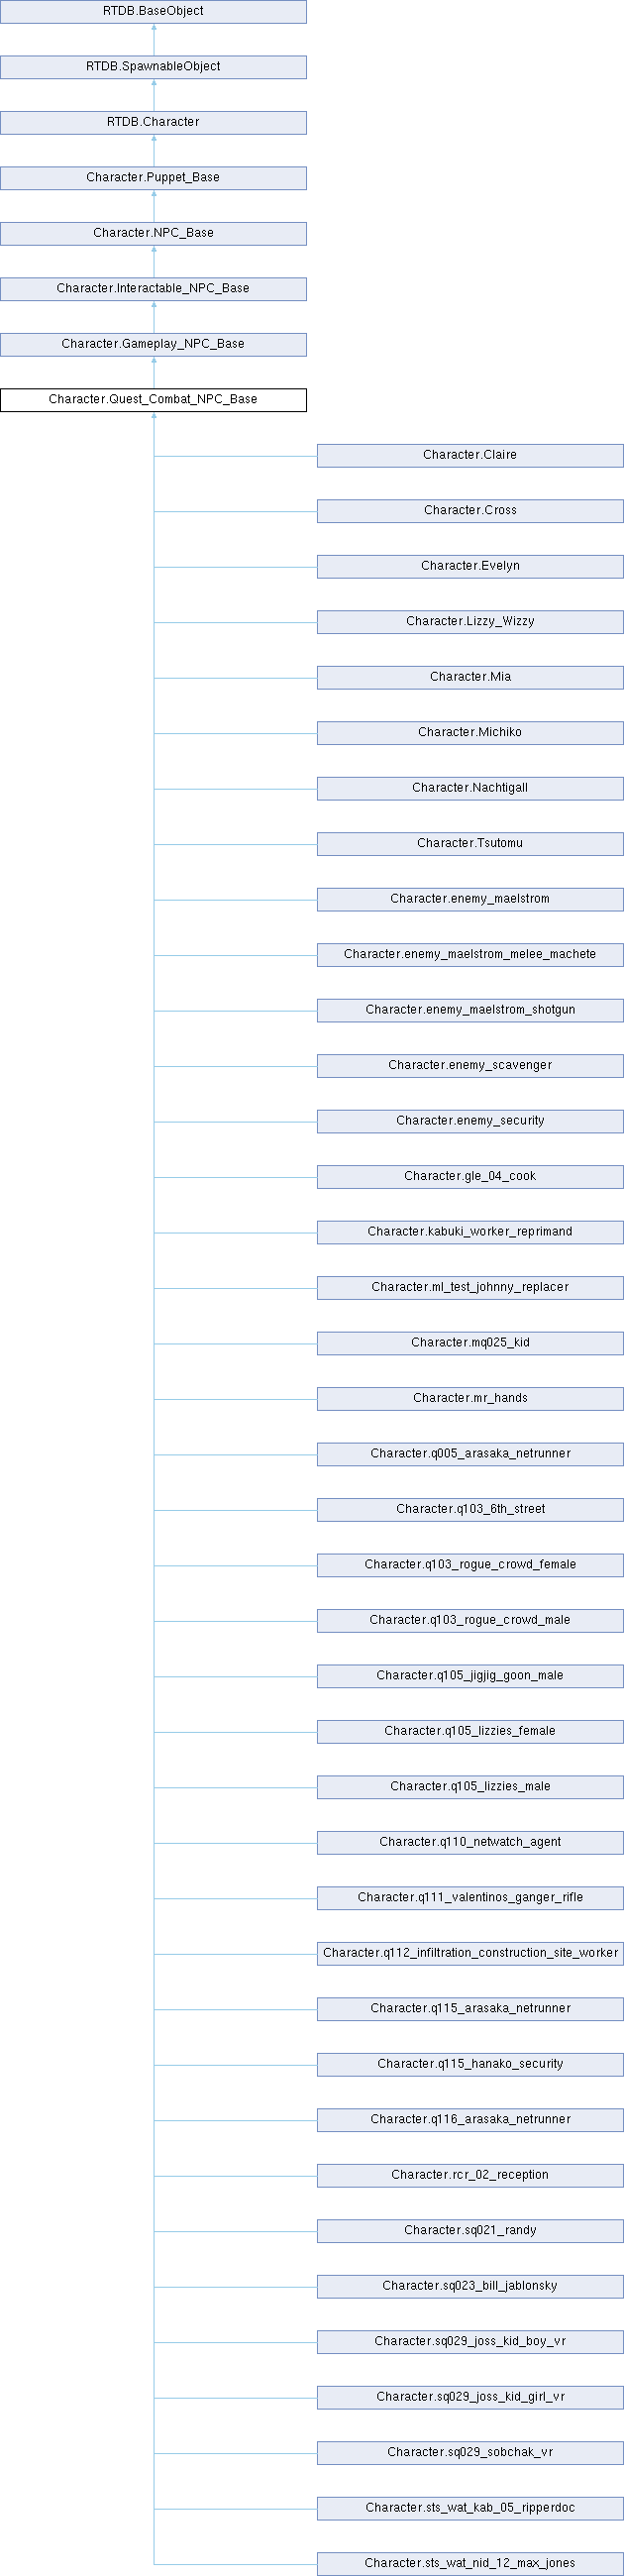 RTDB.BaseObject
RTDB.SpawnableObject
RTDB.Character
Character.Puppet_Base
Character.NPC_Base
Character.Interactable_NPC_Base
Character.Gameplay_NPC_Base
Character.Quest_Combat_NPC_Base
Character.Claire
Character.Cross
Character.Evelyn
Character.Lizzy_Wizzy
Character.Mia
Character.Michiko
Character.Nachtigall
Character.Tsutomu
Character.enemy_maelstrom
Character.enemy_maelstrom_melee_machete
Character.enemy_maelstrom_shotgun
Character.enemy_scavenger
Character.enemy_security
Character.gle_04_cook
Character.kabuki_worker_reprimand
Character.ml_test_johnny_replacer
Character.mq025_kid
Character.mr_hands
Character.q005_arasaka_netrunner
Character.q103_6th_street
Character.q103_rogue_crowd_female
Character.q103_rogue_crowd_male
Character.q105_jigjig_goon_male
Character.q105_lizzies_female
Character.q105_lizzies_male
Character.q110_netwatch_agent
Character.q111_valentinos_ganger_rifle
Character.q112_infiltration_construction_site_worker
Character.q115_arasaka_netrunner
Character.q115_hanako_security
Character.q116_arasaka_netrunner
Character.rcr_02_reception
Character.sq021_randy
Character.sq023_bill_jablonsky
Character.sq029_joss_kid_boy_vr
Character.sq029_joss_kid_girl_vr
Character.sq029_sobchak_vr
Character.sts_wat_kab_05_ripperdoc
Character.sts_wat_nid_12_max_jones